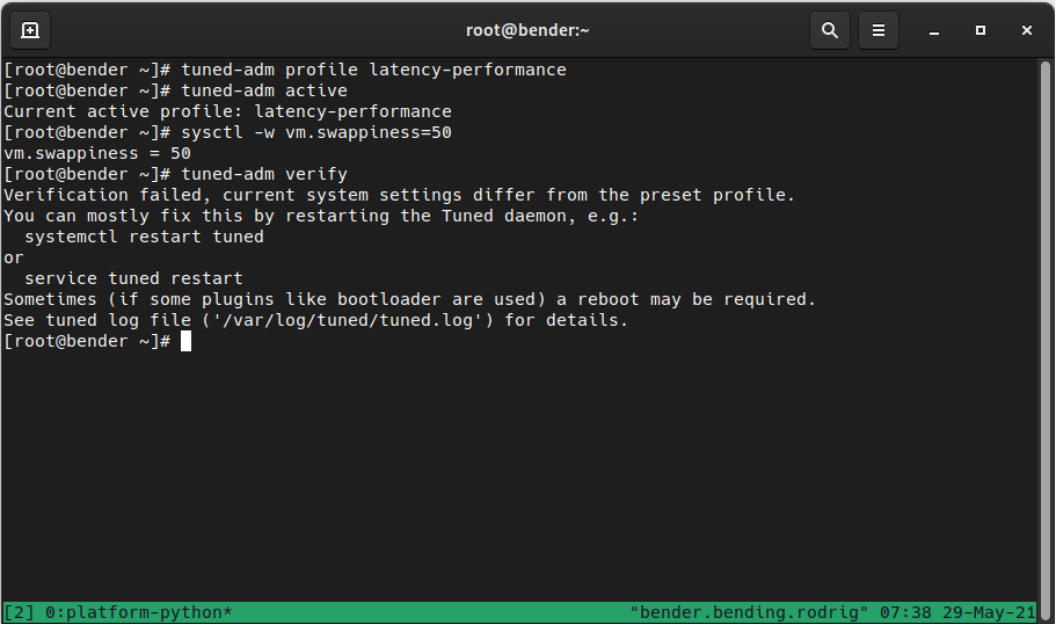 root@bender:~
[root@bender ~]# tuned-adm profile latency-performance
[root@bender ~]# tuned-adm active
Current active profile: latency-performance
[root@bender ~]# sysctl -w vm.swappiness=50
vm.swappiness = 50
[root@bender ~]# tuned-adm verify
Verification failed, current system settings differ from the preset profile.
You can mostly fix this by restarting the Tuned daemon, e.g.:
  systemctl restart tuned
or
  service tuned restart
Sometimes (if some plugins like bootloader are used) a reboot may be required.
See tuned log file ('/var/log/tuned/tuned.log') for details.
[root@bender ~]#
[2] 0:platform-python* "bender.bending.rodrig" 07:38 29-May-21